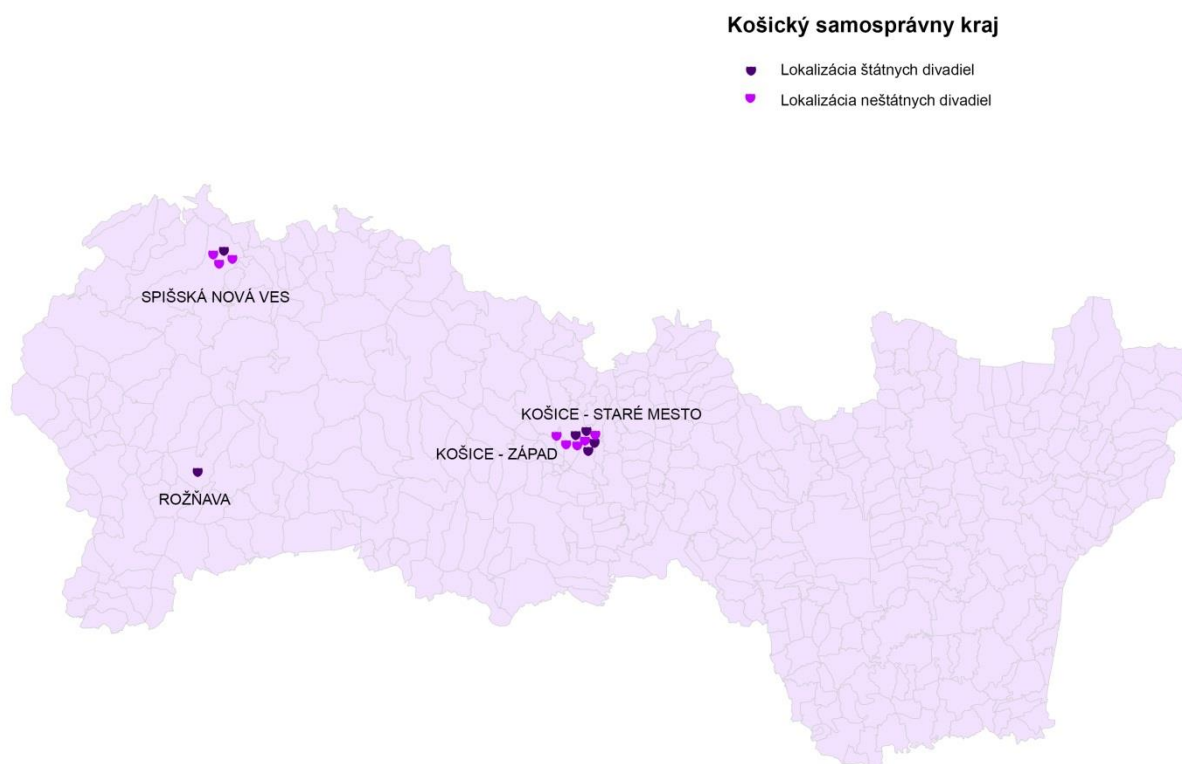 Košický samosprávny kraj
Lokalizácia štátnych divadiel
Lokalizácia neštátnych divadiel
SPIŠSKÁ NOVÁ VES
KOŠICE - STARÉ MESTO
KOŠICE - ZÁPAD
ROŽŇAVA